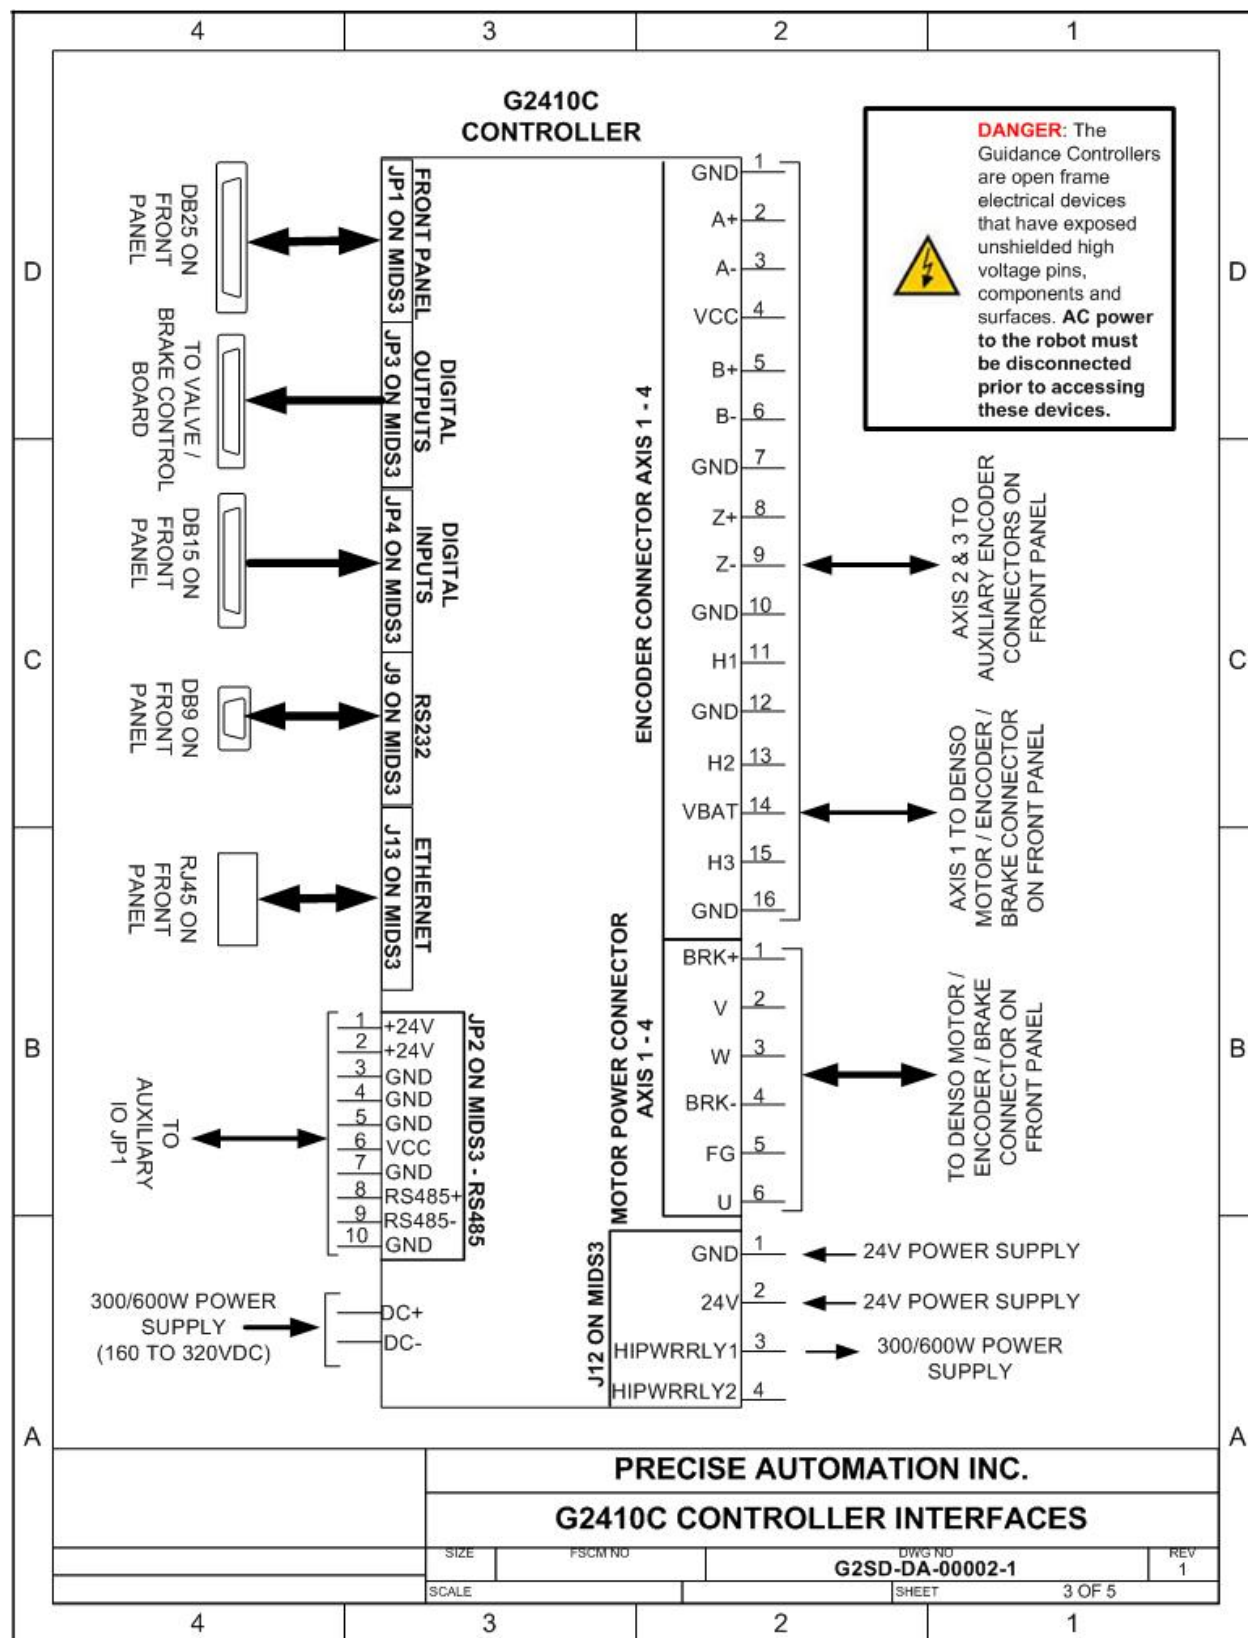 4 3 2 1
G2410C
CONTROLLER
DANGER: The
Guidance Controllers
are open frame
electrical devices
that have exposed
unshielded high
voltage pins,
components and
surfaces. AC power
to the robot must
be disconnected
prior to accessing
these devices.
D
D
C
C
B
B
A
A
DB25 ON
FRONT
PANEL
FRONT PANEL
JP1 ON MIDS3
TO VALVE /
BRAKE CONTROL
BOARD
DIGITAL
OUTPUTS
JP3 ON MIDS3
DB15 ON
FRONT
PANEL
DIGITAL
INPUTS
JP4 ON MIDS3
DB9 ON
FRONT
PANEL
RS232
J9 ON MIDS3
RJ45 ON
FRONT
PANEL
ETHERNET
J13 ON MIDS3
TO
AUXILIARY
IO JP1
1 +24V
2 +24V
3 GND
4 GND
5 GND
6 VCC
7 GND
8 RS485+
9 RS485-
10 GND
JP2 ON MIDS3 - RS485
300/600W POWER
SUPPLY
(160 TO 320VDC)
DC+
DC-
ENCODER CONNECTOR AXIS 1 - 4
GND 1
A+ 2
A- 3
VCC 4
B+ 5
B- 6
GND 7
Z+ 8
Z- 9
GND 10
H1 11
GND 12
H2 13
VBAT 14
H3 15
GND 16
AXIS 2 & 3 TO
AUXILIARY ENCODER
CONNECTORS ON
FRONT PANEL
AXIS 1 TO DENSO
MOTOR / ENCODER /
BRAKE CONNECTOR
ON FRONT PANEL
MOTOR POWER CONNECTOR
AXIS 1 - 4
BRK+ 1
V 2
W 3
BRK- 4
FG 5
U 6
TO DENSO MOTOR /
ENCODER / BRAKE
CONNECTOR ON
FRONT PANEL
J12 ON MIDS3
GND 1 24V POWER SUPPLY
24V 2 24V POWER SUPPLY
HIPWRRLY1 3 300/600W POWER
SUPPLY
HIPWRRLY2 4
PRECISE AUTOMATION INC.
G2410C CONTROLLER INTERFACES
SIZE FSCM NO DWG NO REV
G2SD-DA-00002-1 1
SCALE SHEET 3 OF 5
4 3 2 1